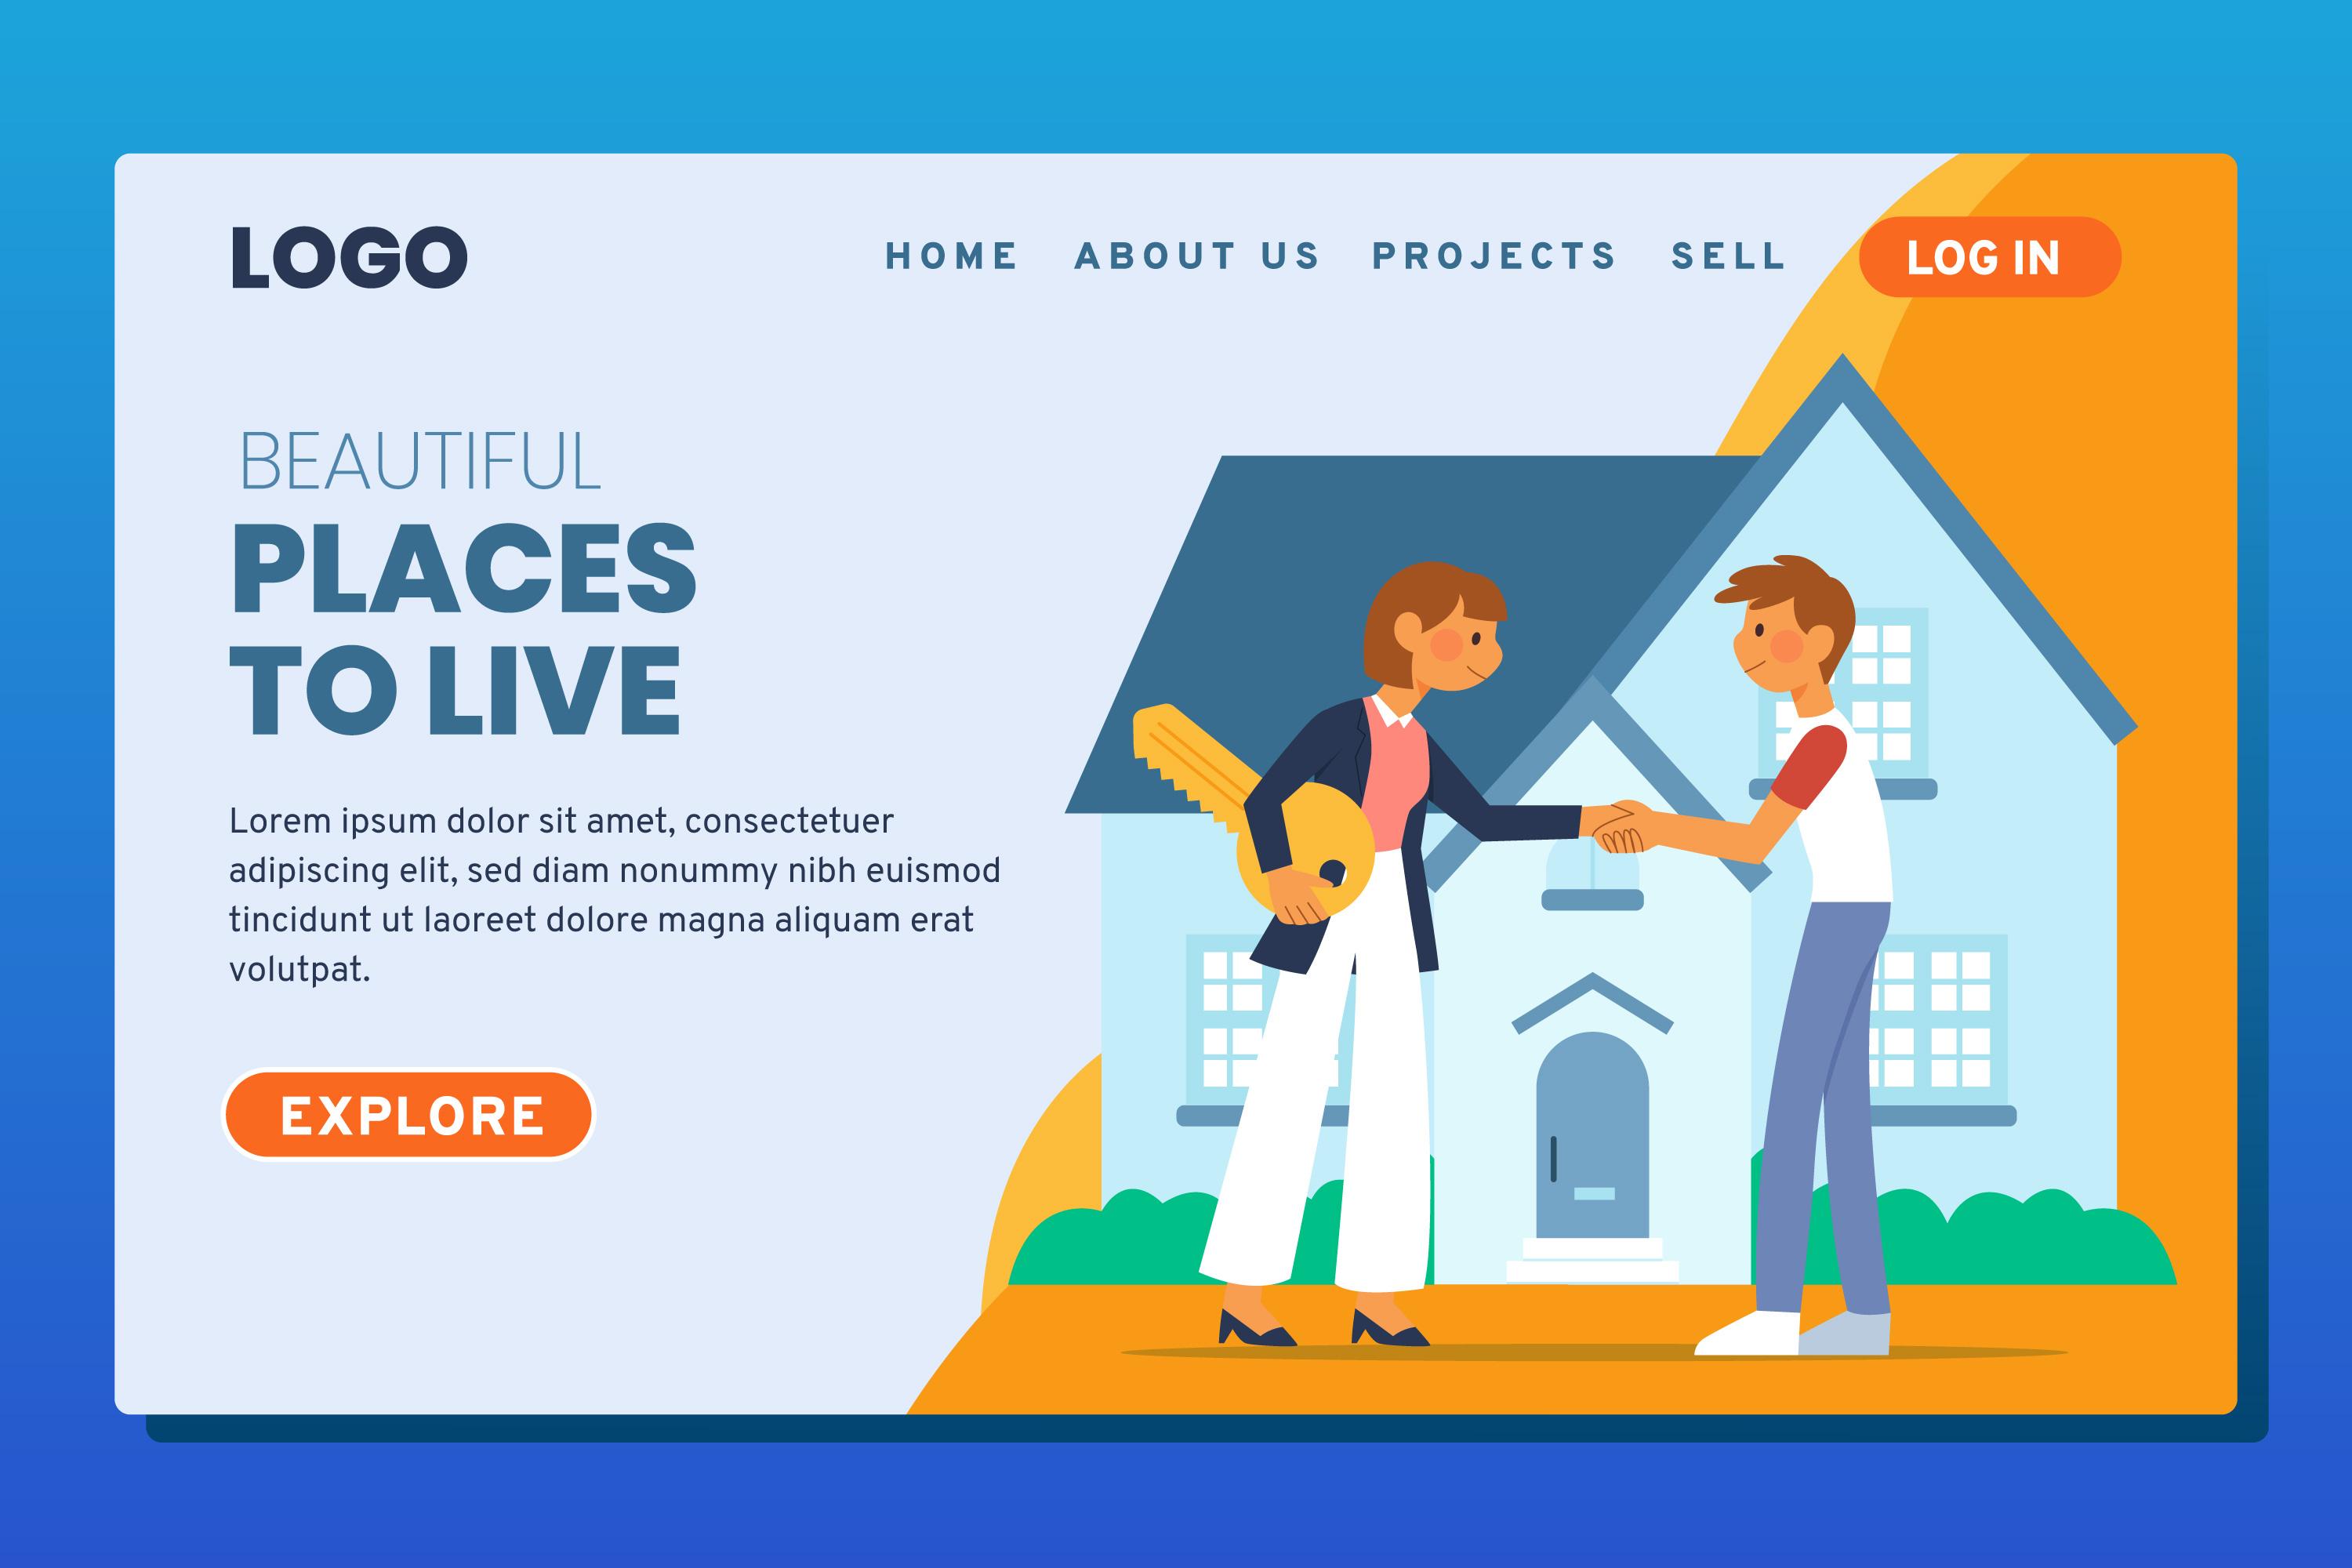 LOGO
HOME ABOUT US PROJECTS SELL LOG IN
BEAUTIFUL
PLACES
TO LIVE
Lorem ipsum dolor sit amet, consectetuer
adipiscing elit, sed diam nonummy nibh euismod
tincidunt ut laoreet dolore magna aliquam erat
volutpat.
EXPLORE